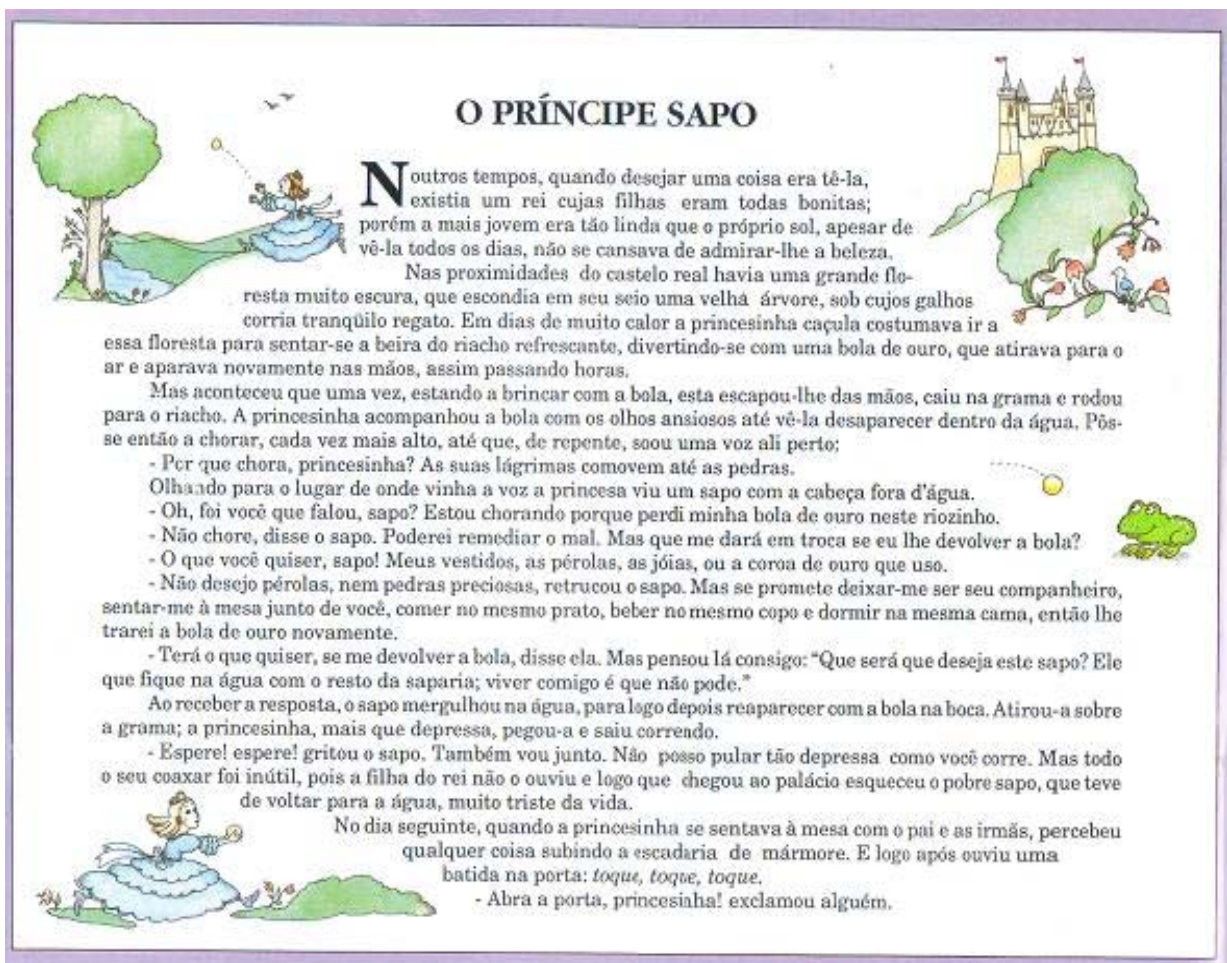 O PRÍNCIPE SAPO
Noutros tempos, quando desejar uma coisa era tê-la,
existia um rei cujas filhas eram todas bonitas;
porém a mais jovem era tão linda que o próprio sol, apesar de
vê-la todos os dias, não se cansava de admirar-lhe a beleza.
Nas proximidades do castelo real havia uma grande flo-
resta muito escura, que escondia em seu seio uma velha árvore, sob cujos galhos
corria tranqüilo regato. Em dias de muito calor a princesinha caçula costumava ir a
essa floresta para sentar-se a beira do riacho refrescante, divertindo-se com uma bola de ouro, que atirava para o
ar e aparava novamente nas mãos, assim passando horas.
Mas aconteceu que uma vez, estando a brincar com a bola, esta escapou-lhe das mãos, caiu na grama e rodou
para o riacho. A princesinha acompanhou a bola com os olhos ansiosos até vê-la desaparecer dentro da água. Pôs-
se então a chorar, cada vez mais alto, até que, de repente, soou uma voz ali perto;
- Por que chora, princesinha? As suas lágrimas comovem até as pedras.
Olhando para o lugar de onde vinha a voz a princesa viu um sapo com a cabeça fora d'água.
- Oh, foi você que falou, sapo? Estou chorando porque perdi minha bola de ouro neste riozinho.
- Não chore, disse o sapo. Poderei remediar o mal. Mas que me dará em troca se eu lhe devolver a bola?
- O que você quiser, sapo! Meus vestidos, as pérolas, as jóias, ou a coroa de ouro que uso.
- Não desejo pérolas, nem pedras preciosas, retrucou o sapo. Mas se promete deixar-me ser seu companheiro,
sentar-me à mesa junto de você, comer no mesmo prato, beber no mesmo copo e dormir na mesma cama, então lhe
trarei a bola de ouro novamente.
- Terá o que quiser, se me devolver a bola, disse ela. Mas pensou lá consigo: "Que será que deseja este sapo? Ele
que fique na água com o resto da saparia; viver comigo é que não pode."
Ao receber a resposta, o sapo mergulhou na água, para logo depois reaparecer com a bola na boca. Atirou-a sobre
a grama; a princesinha, mais que depressa, pegou-a e saiu correndo.
- Espere! espere! gritou o sapo. Também vou junto. Não posso pular tão depressa como você corre. Mas todo
o seu coaxar foi inútil, pois a filha do rei não o ouviu e logo que chegou ao palácio esqueceu o pobre sapo, que teve
de voltar para a água, muito triste da vida.
No dia seguinte, quando a princesinha se sentava à mesa com o pai e as irmãs, percebeu
qualquer coisa subindo a escadaria de mármore. E logo após ouviu uma
batida na porta: toque, toque, toque.
- Abra a porta, princesinha! exclamou alguém.